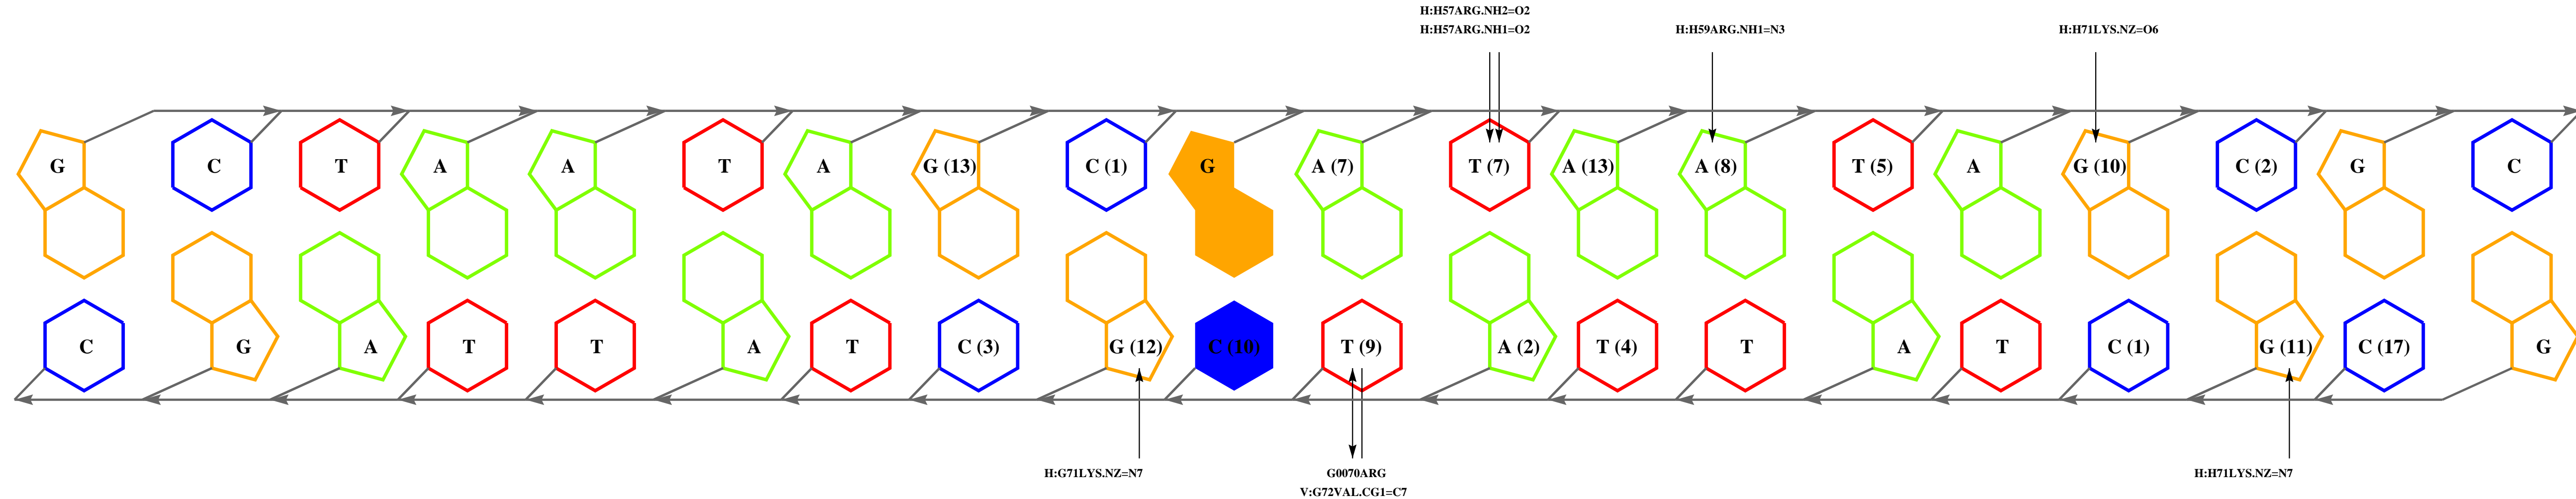 H:H57ARG.NH2=O2
H:H57ARG.NH1=O2 H:H59ARG.NH1=N3 H:H71LYS.NZ=O6
G C T A A T A G (13) C (1) G A (7) T (7) A (13) A (8) T (5) A G (10) C (2) G C
C G A T T A T C (3) G (12) C (10) T (9) A (2) T (4) T A T C (1) G (11) C (17) G
H:G71LYS.NZ=N7 G0070ARG H:H71LYS.NZ=N7
V:G72VAL.CG1=C7